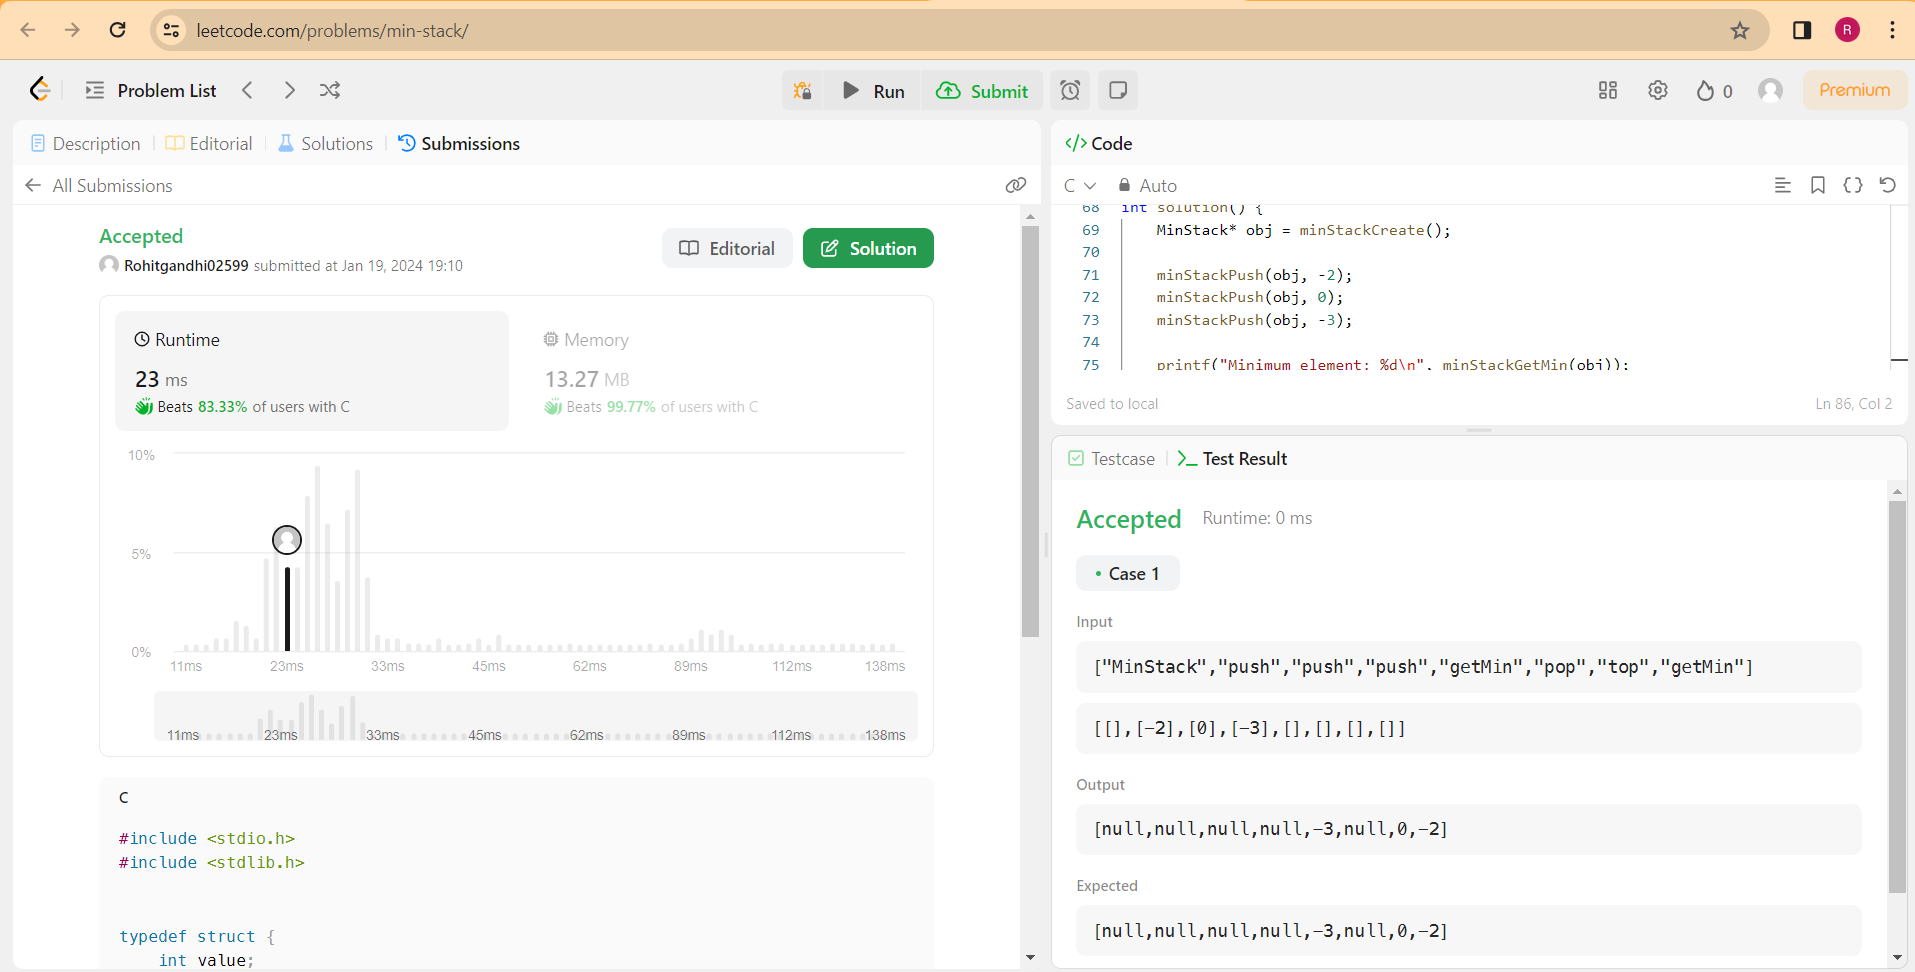 leetcode.com/problems/min-stack/
R
Problem List
Run
Submit
0
Premium
Description
Editorial
Solutions
Submissions
All Submissions
Accepted
Rohitgandhi02599 submitted at Jan 19, 2024 19:10
Editorial
Solution
Runtime
23 ms
Beats 83.33% of users with C
Memory
13.27 MB
Beats 99.77% of users with C
10%
5%
0%
11ms 23ms 33ms 45ms 62ms 89ms 112ms 138ms
11ms 23ms 33ms 45ms 62ms 89ms 112ms 138ms
C
#include <stdio.h>
#include <stdlib.h>
typedef struct {
int value;
</> Code
C
Auto
68 int solution() {
69 MinStack* obj = minStackCreate();
70
71 minStackPush(obj, -2);
72 minStackPush(obj, 0);
73 minStackPush(obj, -3);
74
75 printf("Minimum element: %d\n", minStackGetMin(obj));
Saved to local
Ln 86, Col 2
Testcase
Test Result
Accepted
Runtime: 0 ms
• Case 1
Input
["MinStack","push","push","push","getMin","pop","top","getMin"]
[[],[-2],[0],[-3],[],[],[],[]]
Output
[null,null,null,null,-3,null,0,-2]
Expected
[null,null,null,null,-3,null,0,-2]